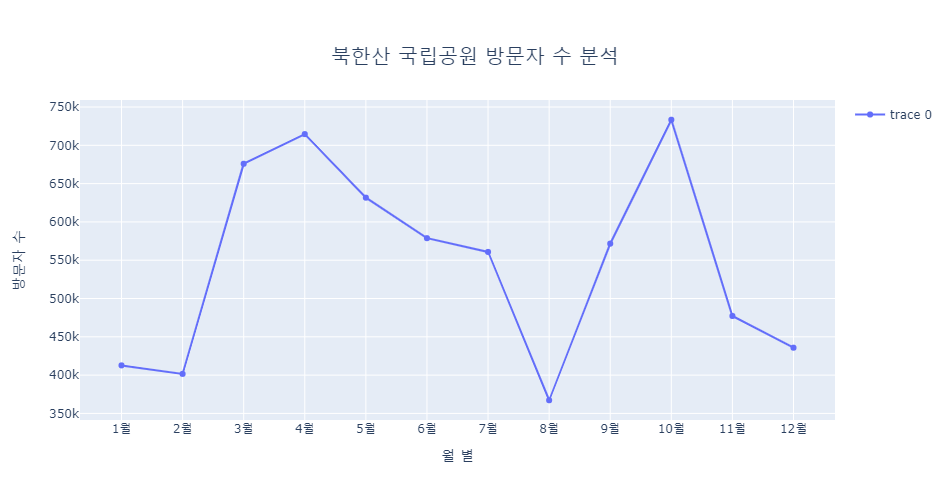 북한산 국립공원 방문자 수 분석
750k
700k
650k
600k
550k
500k
450k
400k
350k
방문자 수
1월 2월 3월 4월 5월 6월 7월 8월 9월 10월 11월 12월
월 별
trace 0